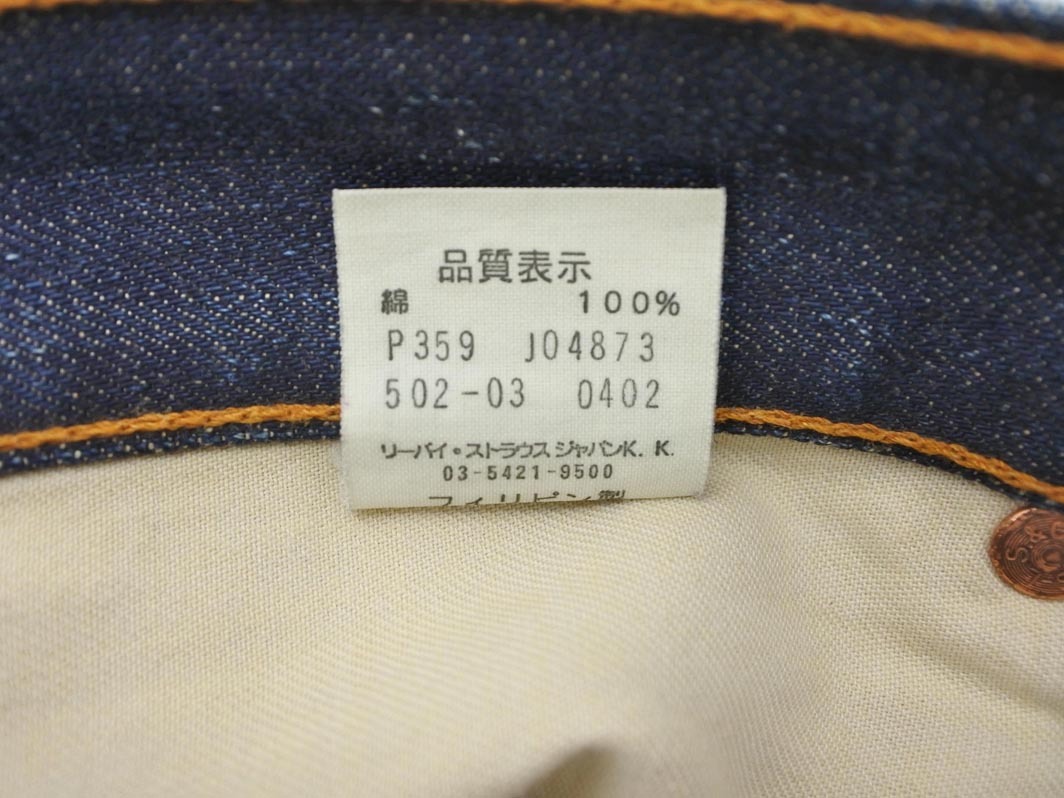 品質表示
綿 100%
P359 J04873
502-03 0402
リーバイ・ストラウス ジャパンK. K.
03-5421-9500
フィリピン製
S &